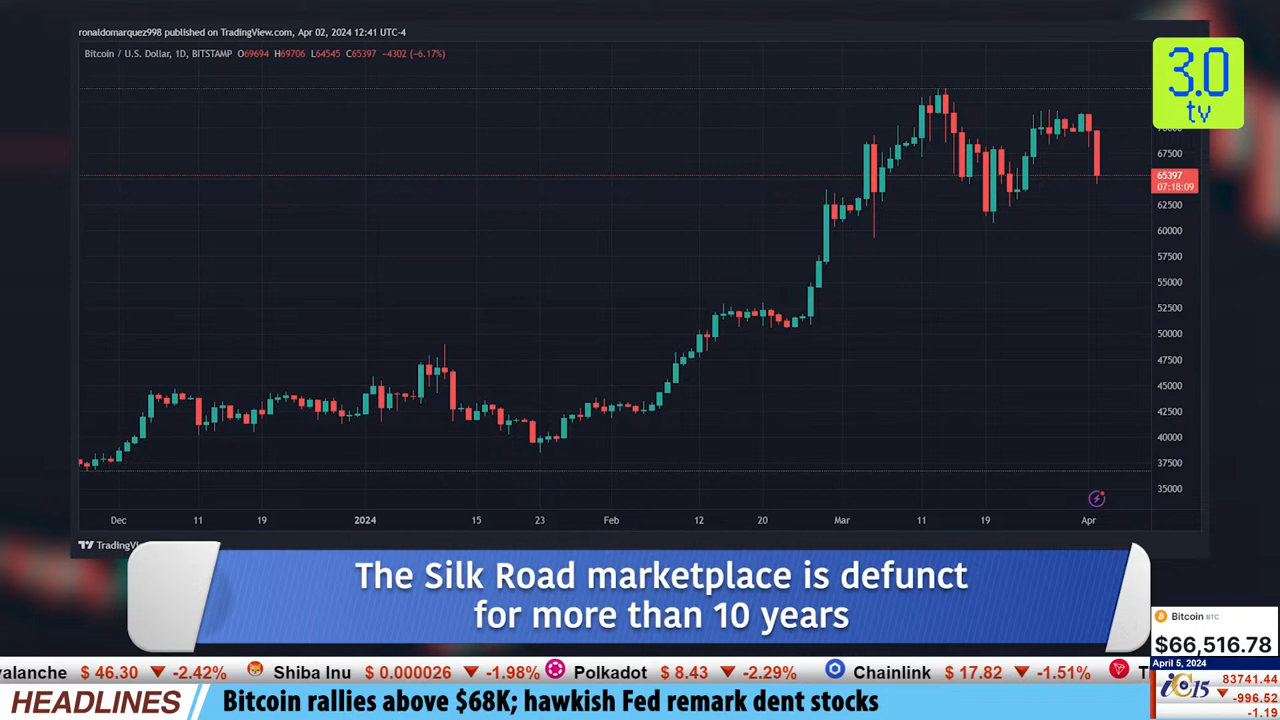 ronaldomarquez998 published on TradingView.com, Apr 02, 2024 12:41 UTC-4
Bitcoin / U.S. Dollar, 1D, BITSTAMP O69694 H69706 L64545 C65397 −4302 (−6.17%)
3.0
tv
67500
65397
07:18:09
62500
60000
57500
55000
52500
50000
47500
45000
42500
40000
37500
35000
Dec 11 19 2024 15 23 Feb 12 20 Mar 11 19 Apr
The Silk Road marketplace is defunct
for more than 10 years
Bitcoin BTC
$66,516.78
April 5, 2024
$ 46.30 -2.42% Shiba Inu $ 0.000026 -1.98% Polkadot $ 8.43 -2.29% Chainlink $ 17.82 -1.51%
iC15
83741.44
-996.52
-1.19
HEADLINES
Bitcoin rallies above $68K, hawkish Fed remark dent stocks